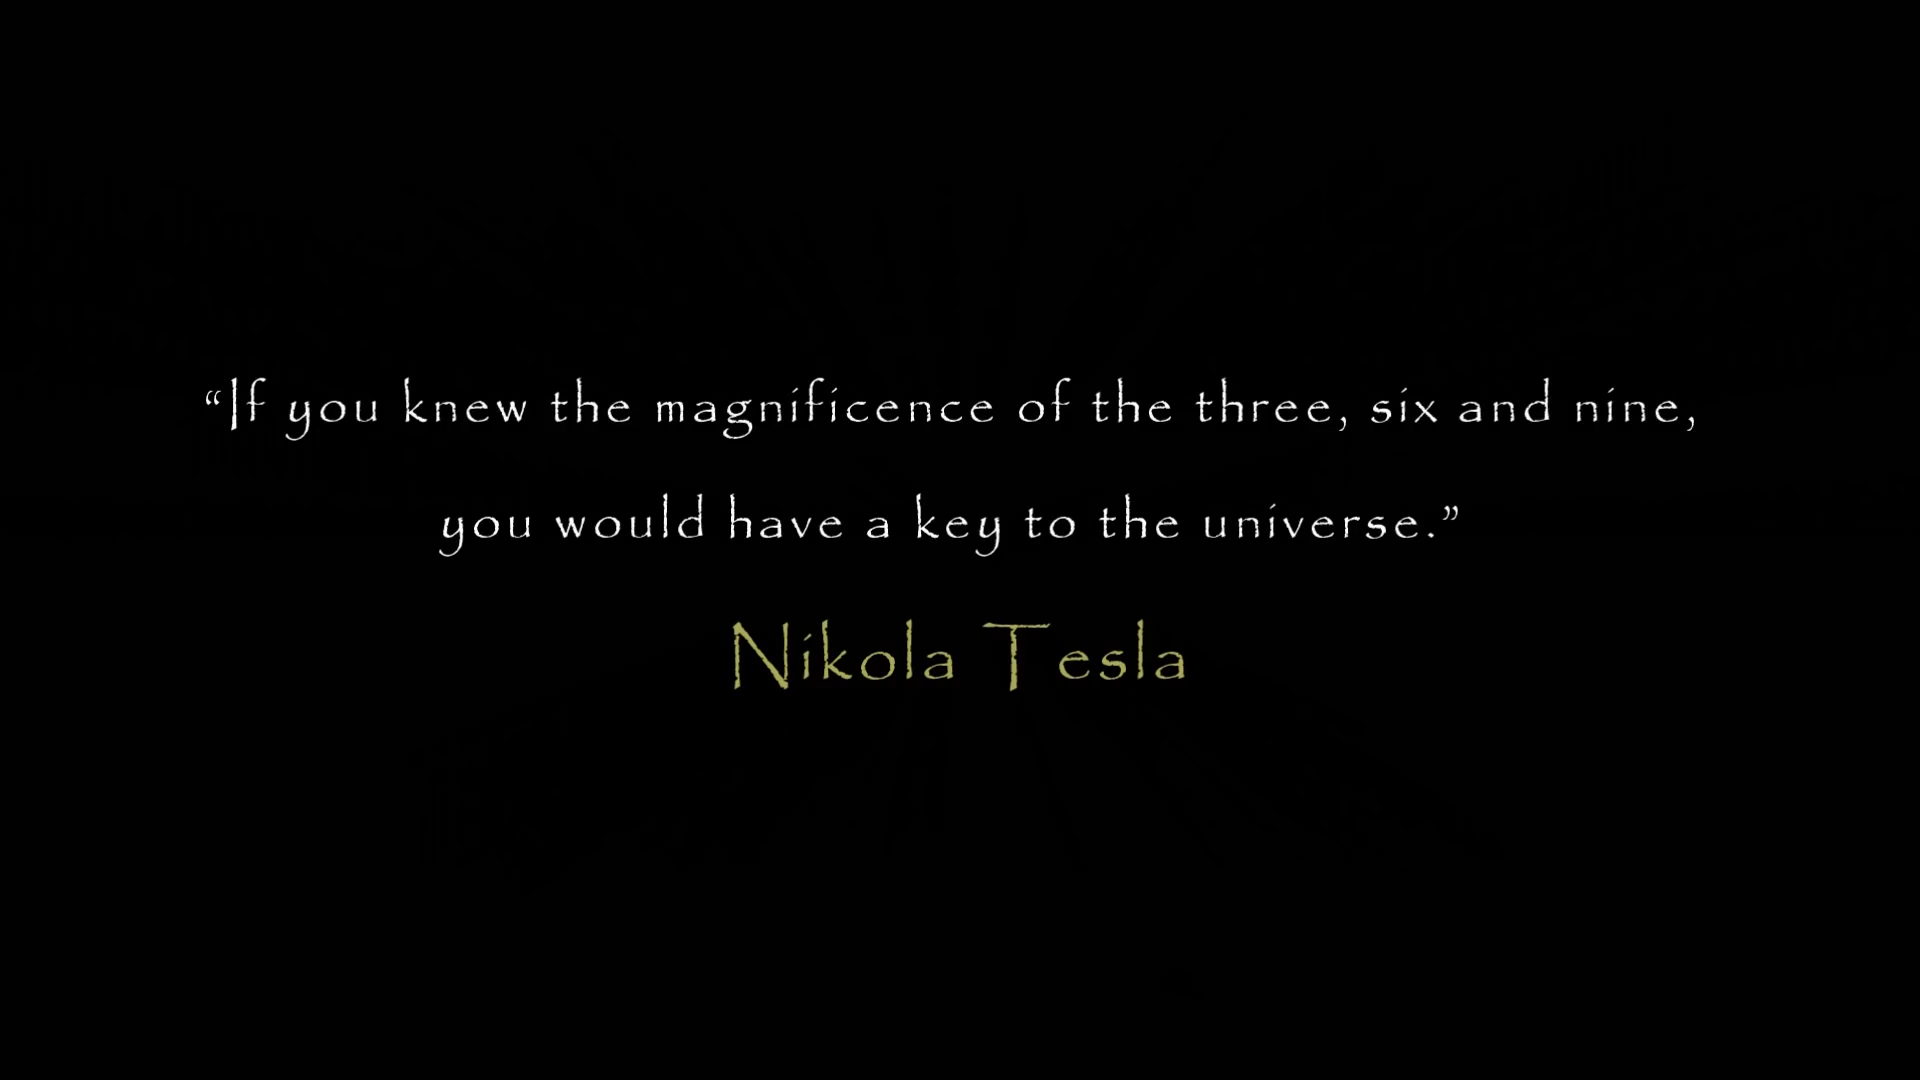 “If you knew the magnificence of the three, six and nine,
you would have a key to the universe.”
Nikola Tesla